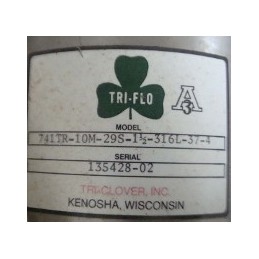 TRI-FLO
A
3
MODEL
741TR-10M-29S-1½-316L-37-4
SERIAL
135428-02
TRI-CLOVER, INC.
KENOSHA, WISCONSIN